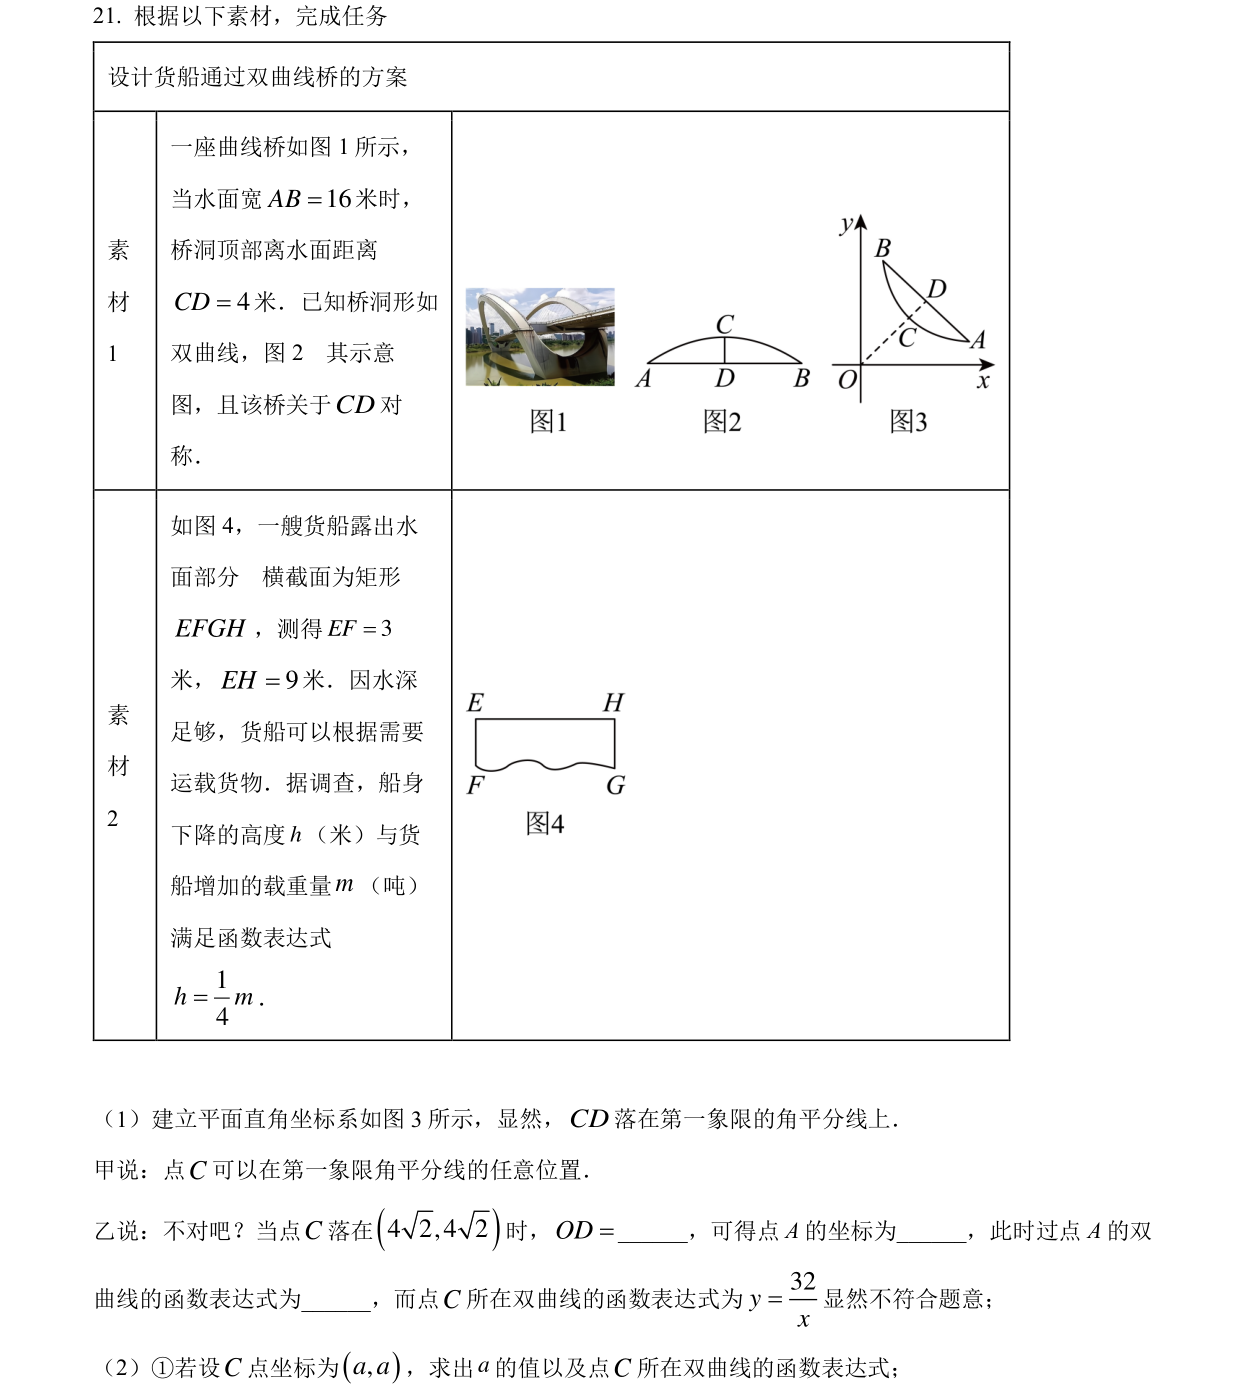 21. 根据以下素材，完成任务
设计货船通过双曲线桥的方案
素
材
1
一座曲线桥如图 1 所示，
当水面宽 AB = 16 米时，
桥洞顶部离水面距离
CD = 4 米．已知桥洞形如
双曲线，图 2 其示意
图，且该桥关于 CD 对
称．
y
B
D
C
A
O
x
C
A
D
B
图1
图2
图3
素
材
2
如图 4，一艘货船露出水
面部分 横截面为矩形
EFGH ，测得 EF = 3
米， EH = 9 米．因水深
足够，货船可以根据需要
运载货物．据调查，船身
下降的高度 h （米）与货
船增加的载重量 m （吨）
满足函数表达式
h = 1/4 m ．
E
H
F
G
图4
（1）建立平面直角坐标系如图 3 所示，显然， CD 落在第一象限的角平分线上．
甲说：点 C 可以在第一象限角平分线的任意位置．
乙说：不对吧？当点 C 落在 (4√2, 4√2) 时， OD = ______，可得点 A 的坐标为______，此时过点 A 的双
曲线的函数表达式为______，而点 C 所在双曲线的函数表达式为 y = 32/x 显然不符合题意；
（2）①若设 C 点坐标为 (a, a)，求出 a 的值以及点 C 所在双曲线的函数表达式；